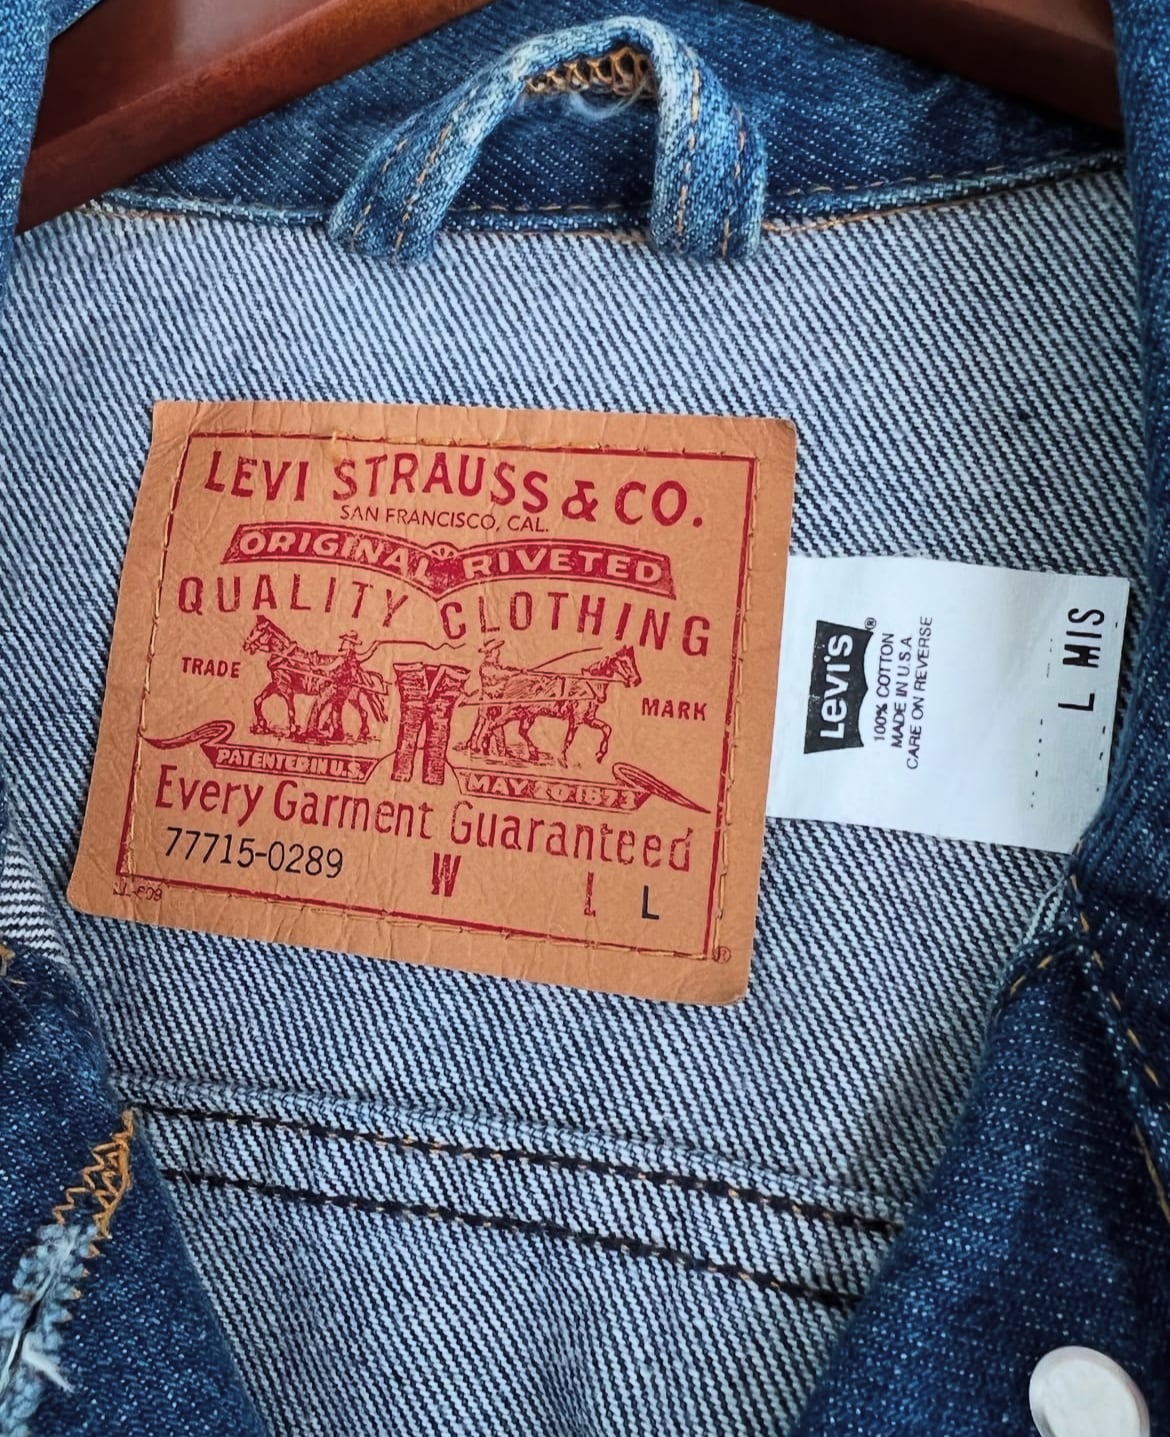 LEVI STRAUSS & CO.
SAN FRANCISCO, CAL.
ORIGINAL RIVETED
QUALITY CLOTHING
TRADE MARK
PATENTED IN U.S. MAY 20 1873
Every Garment Guaranteed
77715-0289 W L L
®
Levi's®
100% COTTON
MADE IN U.S.A
CARE ON REVERSE
L MIS